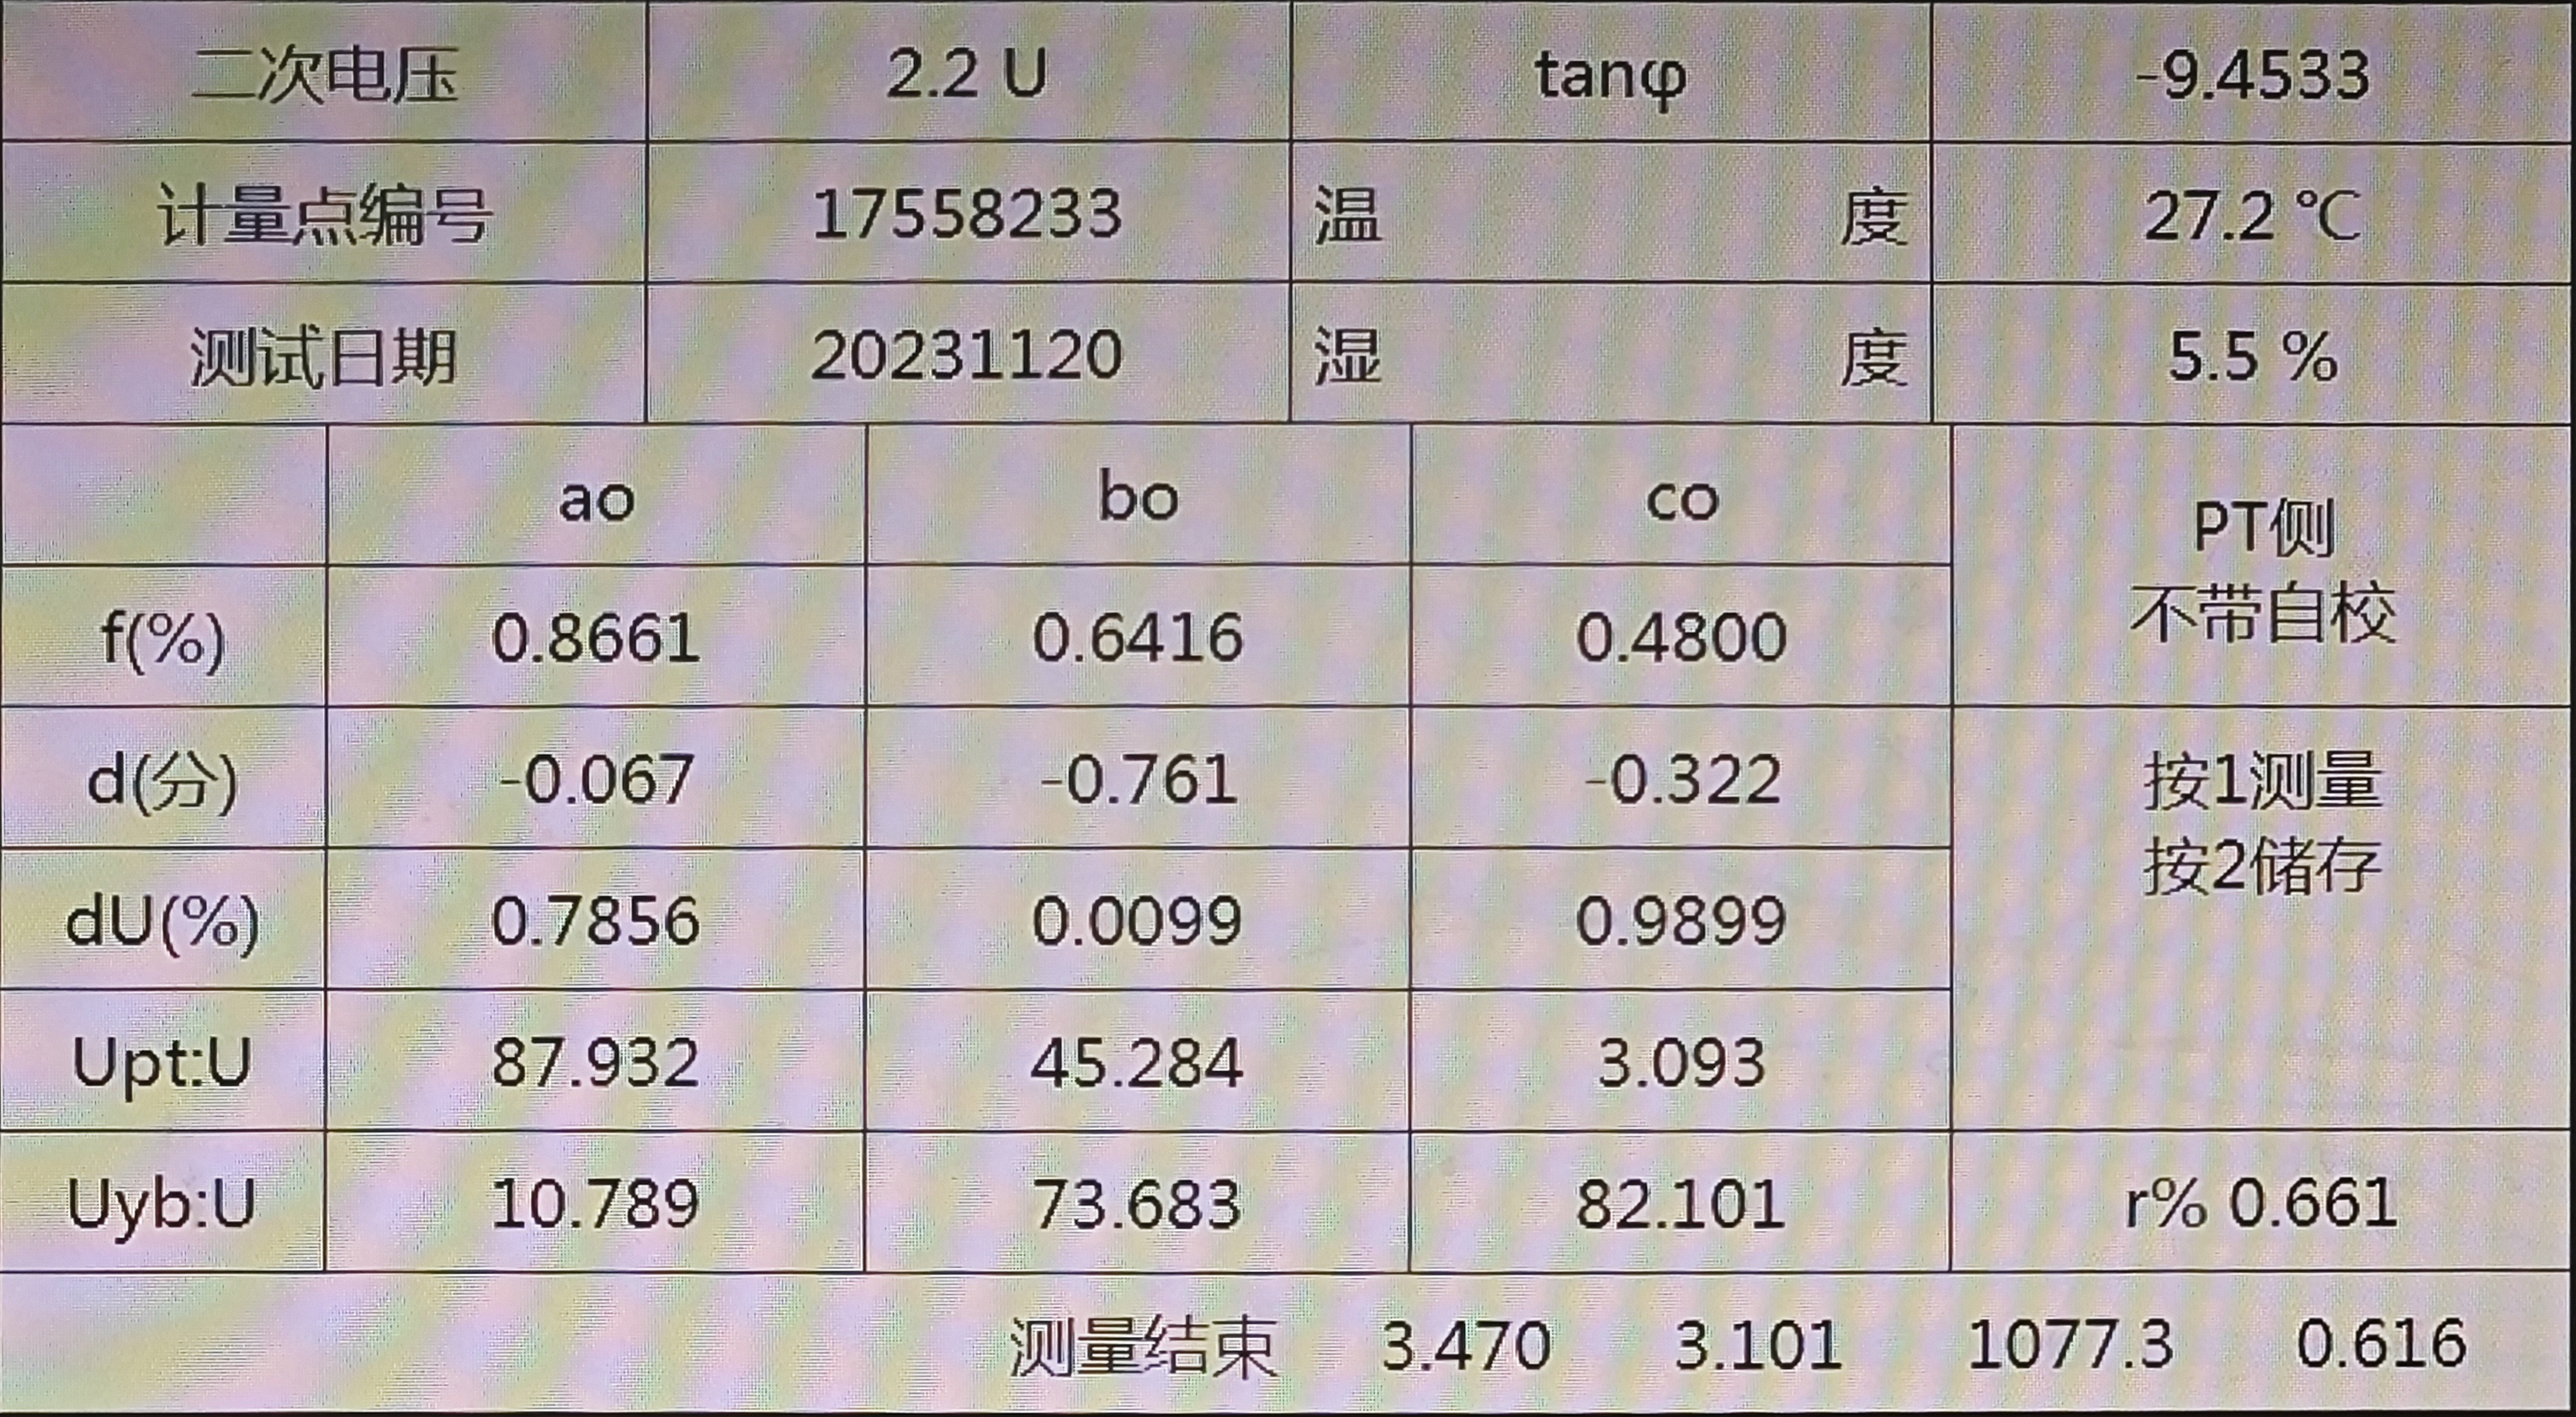 二次电压 2.2 U tanφ -9.4533
计量点编号 17558233 温 度 27.2 ℃
测试日期 20231120 湿 度 5.5 %
ao bo co PT侧
不带自校
f(%) 0.8661 0.6416 0.4800
d(分) -0.067 -0.761 -0.322 按1测量
按2储存
dU(%) 0.7856 0.0099 0.9899
Upt:U 87.932 45.284 3.093
Uyb:U 10.789 73.683 82.101 r% 0.661
测量结束 3.470 3.101 1077.3 0.616